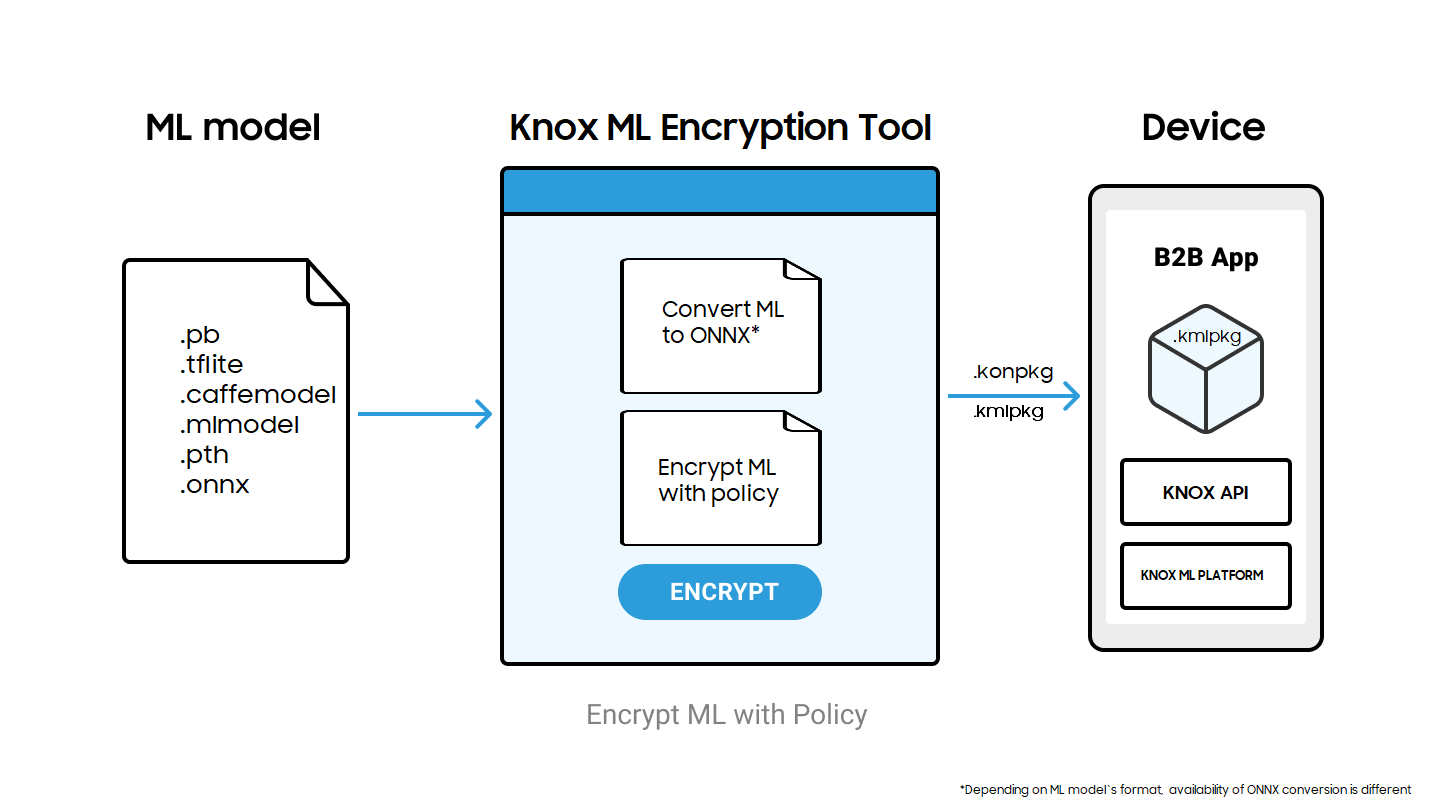 ML model
Knox ML Encryption Tool
Device
.pb
.tflite
.caffemodel
.mlmodel
.pth
.onnx
Convert ML
to ONNX*
Encrypt ML
with policy
ENCRYPT
.konpkg
.kmlpkg
B2B App
.kmlpkg
KNOX API
KNOX ML PLATFORM
Encrypt ML with Policy
*Depending on ML model`s format, availability of ONNX conversion is different